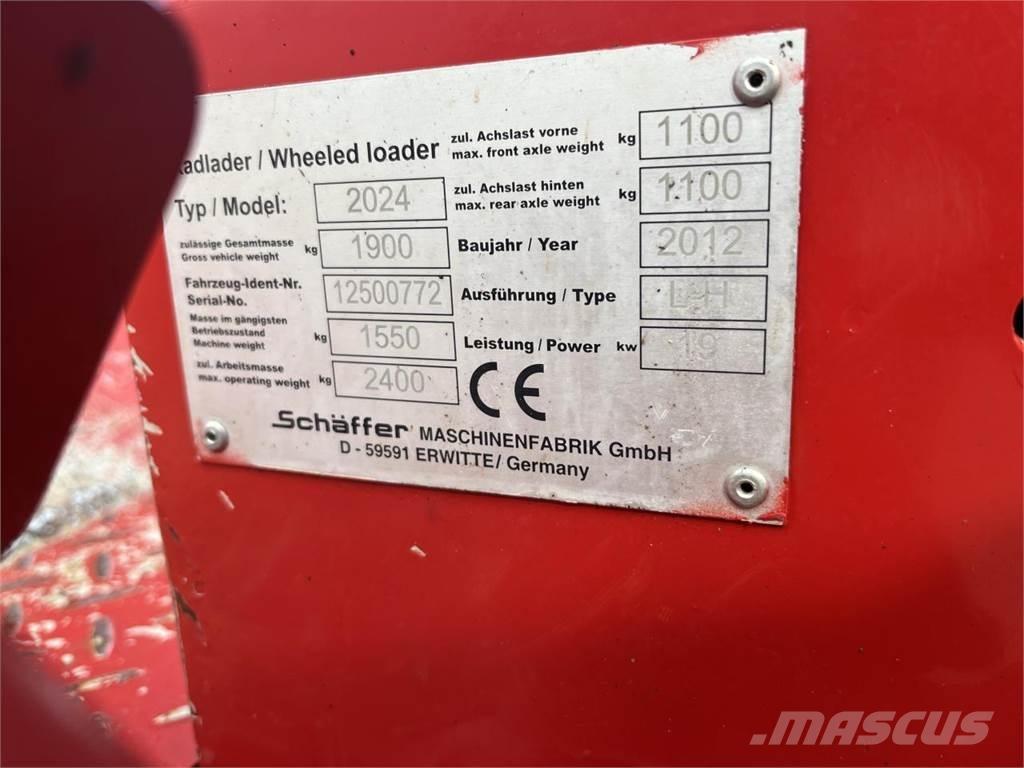 Radlader / Wheeled loader
Typ / Model: 2024
zulässige Gesamtmasse
Gross vehicle weight kg 1900
Fahrzeug-Ident-Nr.
Serial-No. 12500772
Masse im gängigsten
Betriebszustand
Machine weight kg 1550
zul. Arbeitsmasse
max. operating weight kg 2400
zul. Achslast vorne
max. front axle weight kg 1100
zul. Achslast hinten
max. rear axle weight kg 1100
Baujahr / Year 2012
Ausführung / Type L-H
Leistung / Power kw 19
CE
Schäffer MASCHINENFABRIK GmbH
D - 59591 ERWITTE / Germany
MASCUS